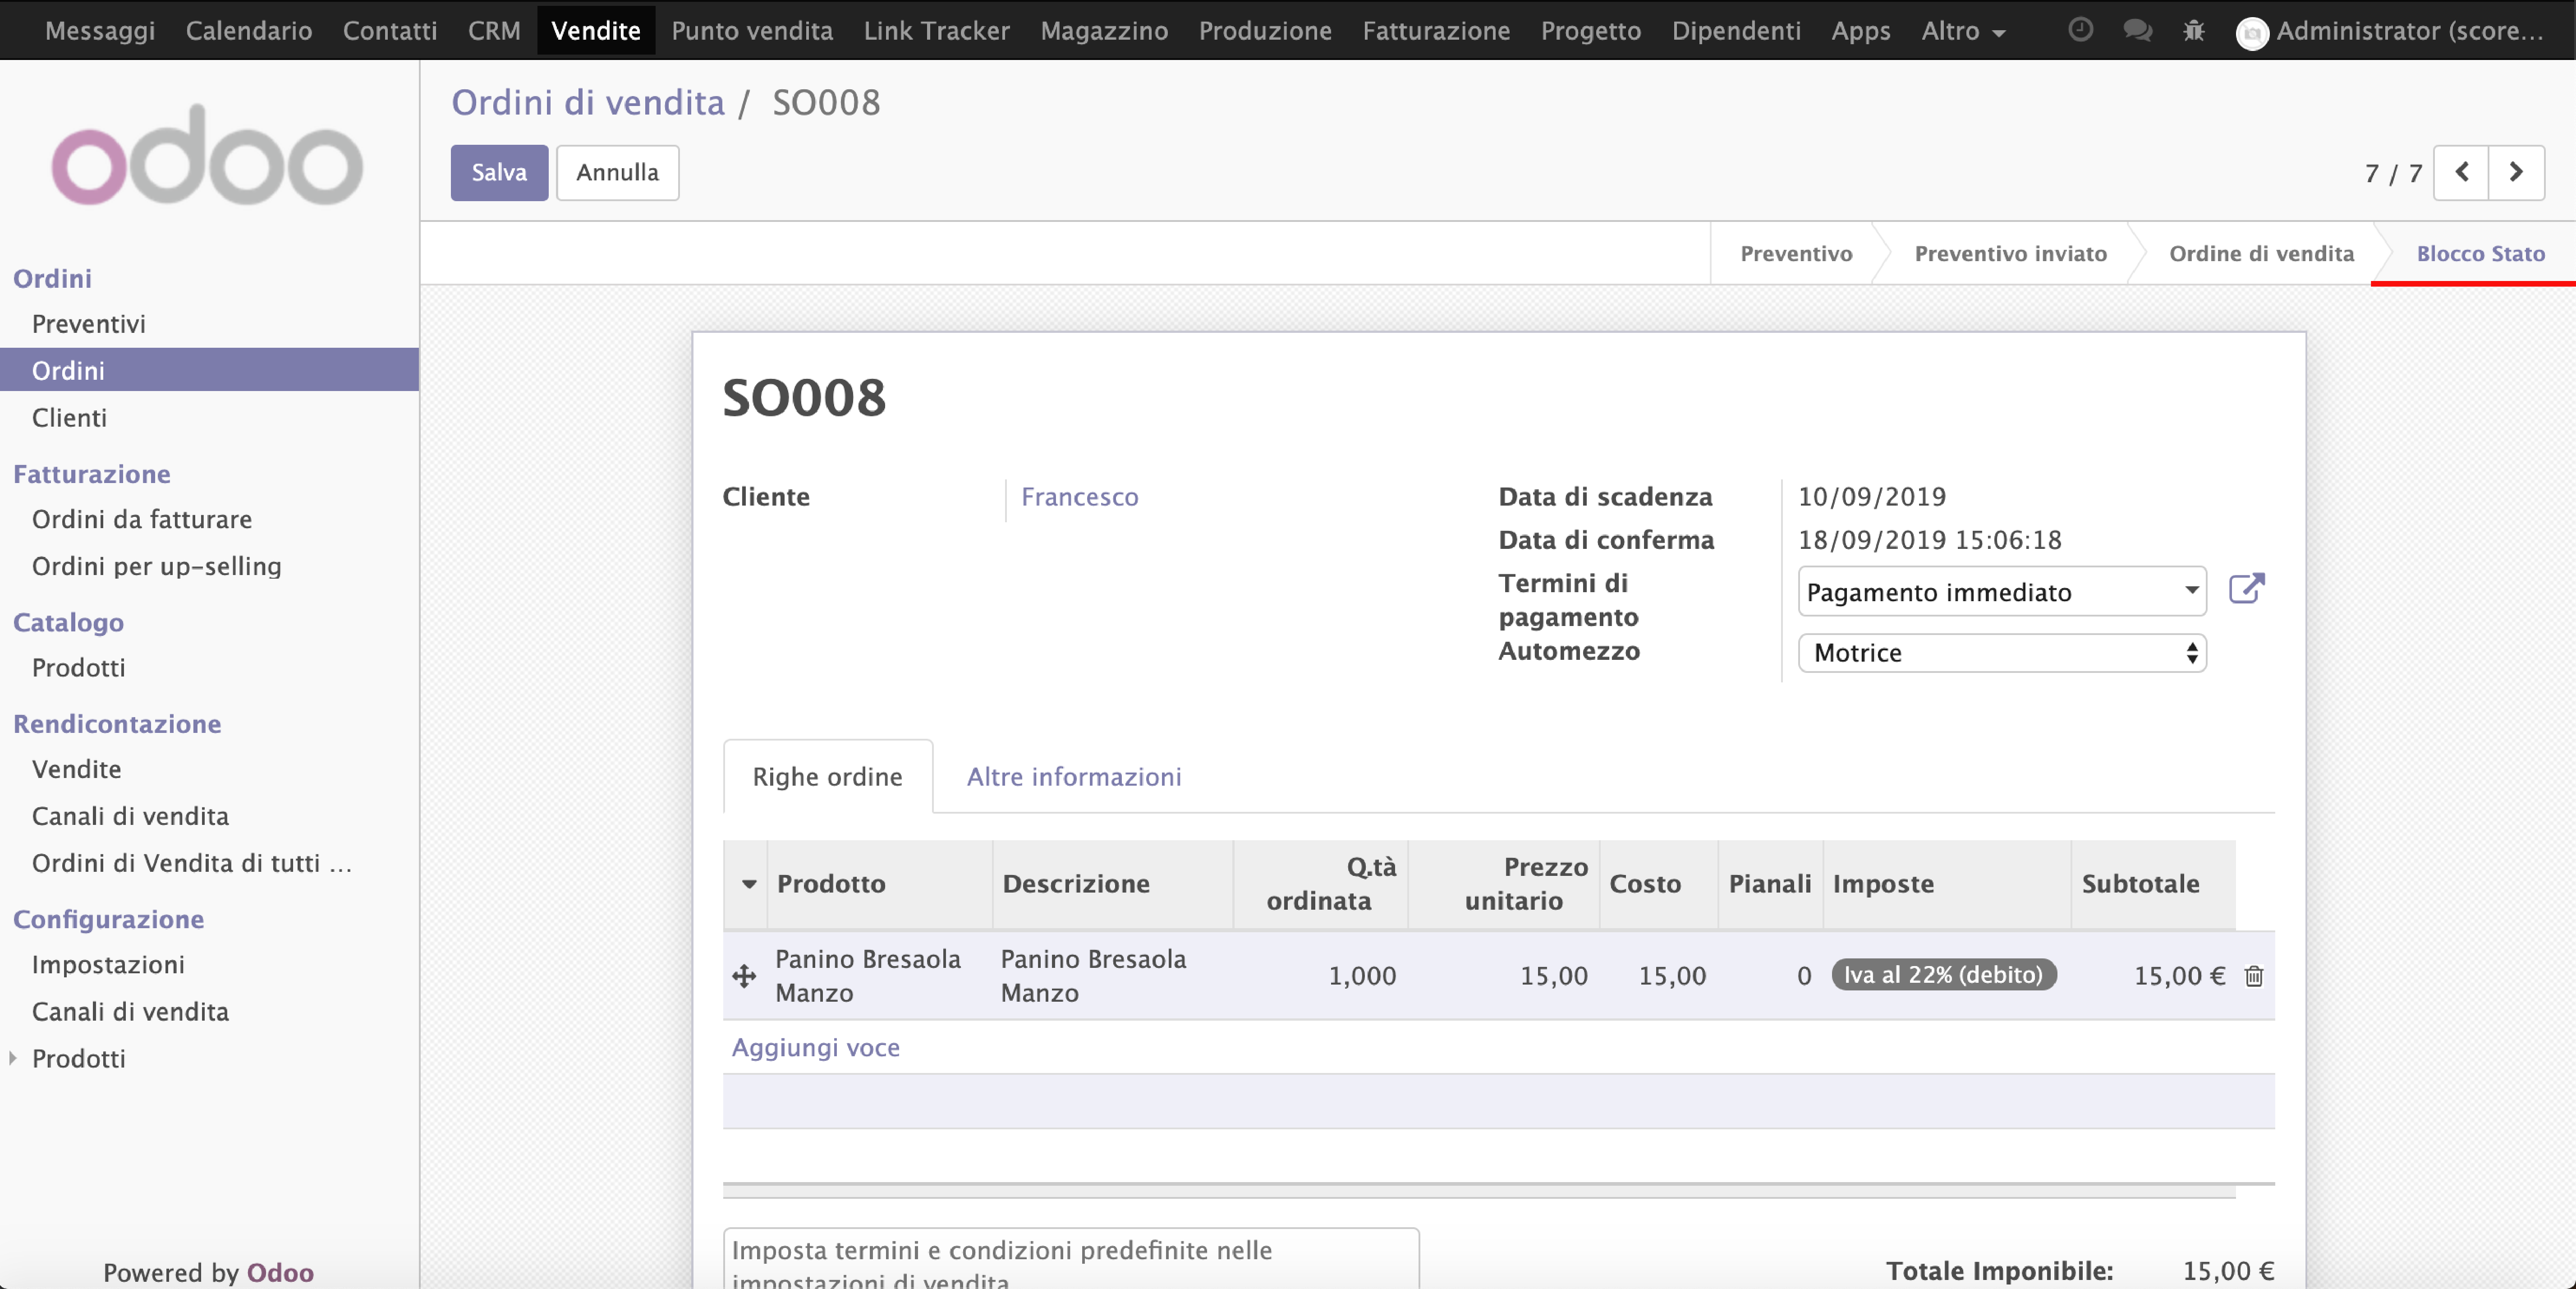 Messaggi Calendario Contatti CRM Vendite Punto vendita Link Tracker Magazzino Produzione Fatturazione Progetto Dipendenti Apps Altro Administrator (score...
odoo
Ordini
Preventivi
Ordini
Clienti
Fatturazione
Ordini da fatturare
Ordini per up-selling
Catalogo
Prodotti
Rendicontazione
Vendite
Canali di vendita
Ordini di Vendita di tutti ...
Configurazione
Impostazioni
Canali di vendita
Prodotti
Powered by Odoo
Ordini di vendita / SO008
Salva Annulla
7 / 7
Preventivo Preventivo inviato Ordine di vendita Blocco Stato
SO008
Cliente Francesco
Data di scadenza 10/09/2019
Data di conferma 18/09/2019 15:06:18
Termini di
pagamento
Pagamento immediato
Automezzo Motrice
Righe ordine Altre informazioni
Prodotto Descrizione Q.tà
ordinata Prezzo
unitario Costo Pianali Imposte Subtotale
Panino Bresaola
Manzo Panino Bresaola
Manzo 1,000 15,00 15,00 0 Iva al 22% (debito) 15,00 €
Aggiungi voce
Imposta termini e condizioni predefinite nelle
impostazioni di vendita
Totale Imponibile: 15,00 €